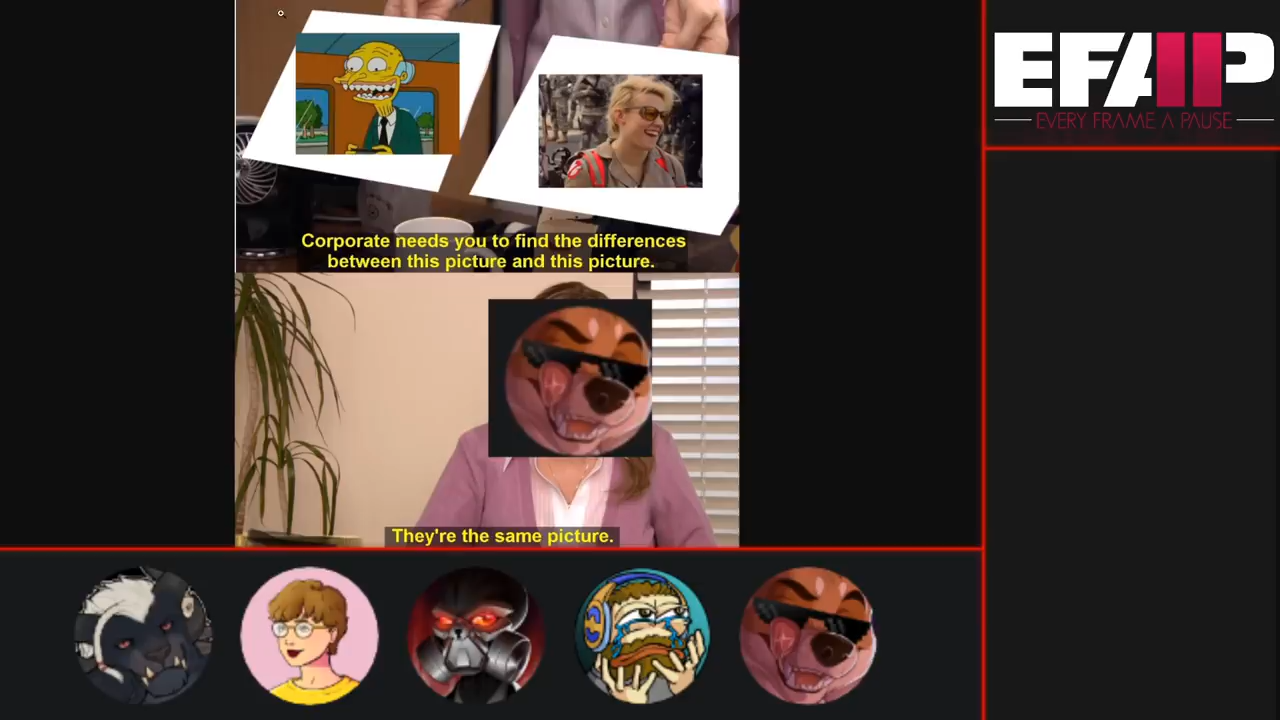 EFAP
EVERY FRAME A PAUSE
Corporate needs you to find the differences
between this picture and this picture.
They're the same picture.